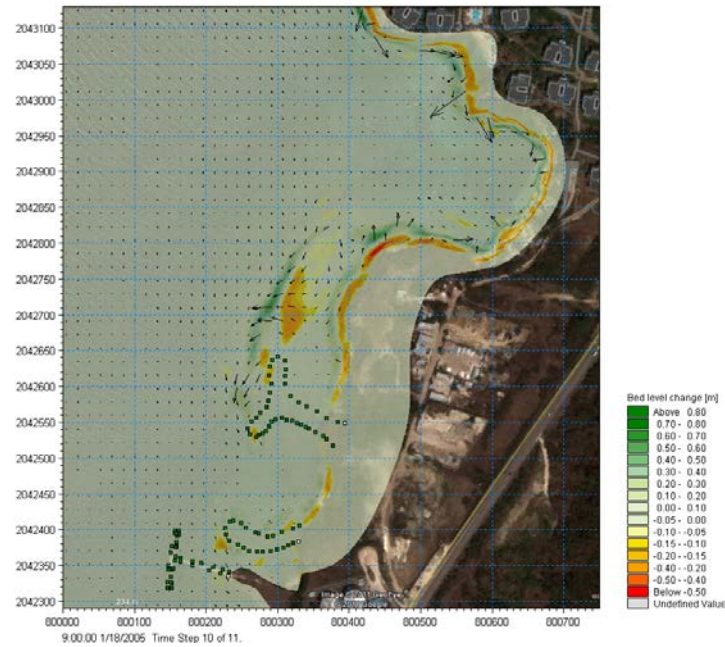 2043100
2043050
2043000
2042950
2042900
2042850
2042800
2042750
2042700
2042650
2042600
2042550
2042500
2042450
2042400
2042350
2042300
800000 800100 800200 800300 800400 800500 800600 800700
9:00:00 1/18/2005 Time Step 10 of 11.
Bed level change [m]
Above 0.80
0.70 - 0.80
0.60 - 0.70
0.50 - 0.60
0.40 - 0.50
0.30 - 0.40
0.20 - 0.30
0.10 - 0.20
0.00 - 0.10
-0.05 - 0.00
-0.10 - -0.05
-0.15 - -0.10
-0.20 - -0.15
-0.40 - -0.20
-0.50 - -0.40
Below -0.50
Undefined Value